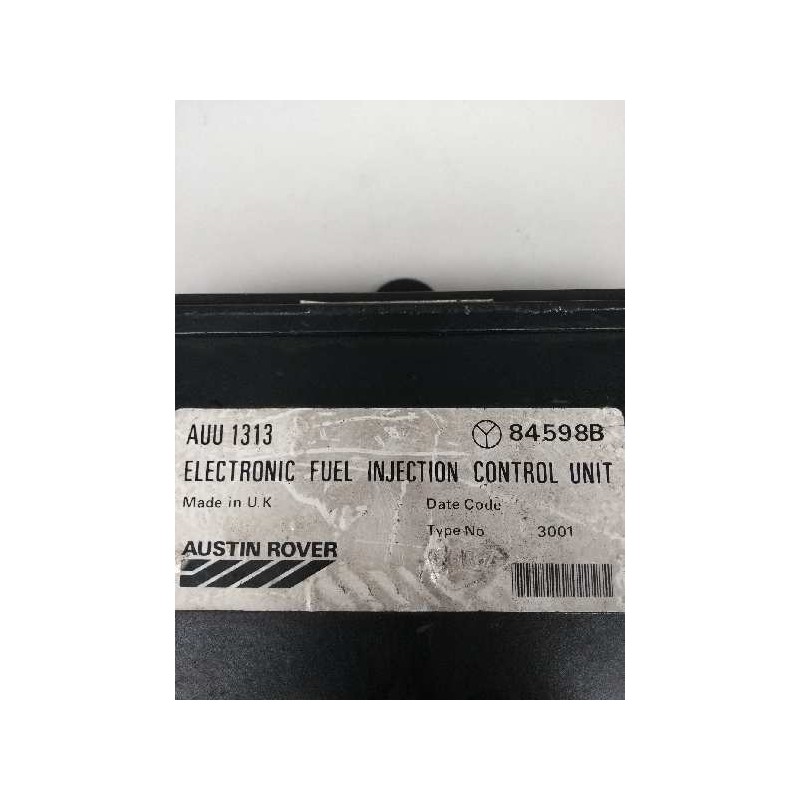 AUU 1313 84598B
ELECTRONIC FUEL INJECTION CONTROL UNIT
Made in U.K Date Code
Type No 3001
AUSTIN ROVER